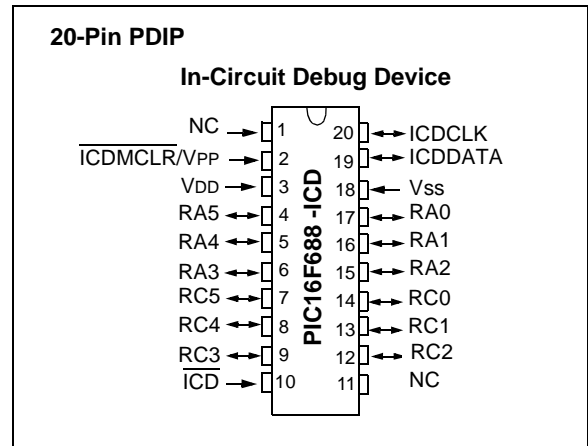 20-Pin PDIP
In-Circuit Debug Device
NC 1 20 ICDCLK
ICDMCLR/VPP 2 19 ICDDATA
VDD 3 18 Vss
RA5 4 17 RA0
RA4 5 16 RA1
RA3 6 15 RA2
RC5 7 14 RC0
RC4 8 13 RC1
RC3 9 12 RC2
ICD 10 11 NC
PIC16F688 -ICD